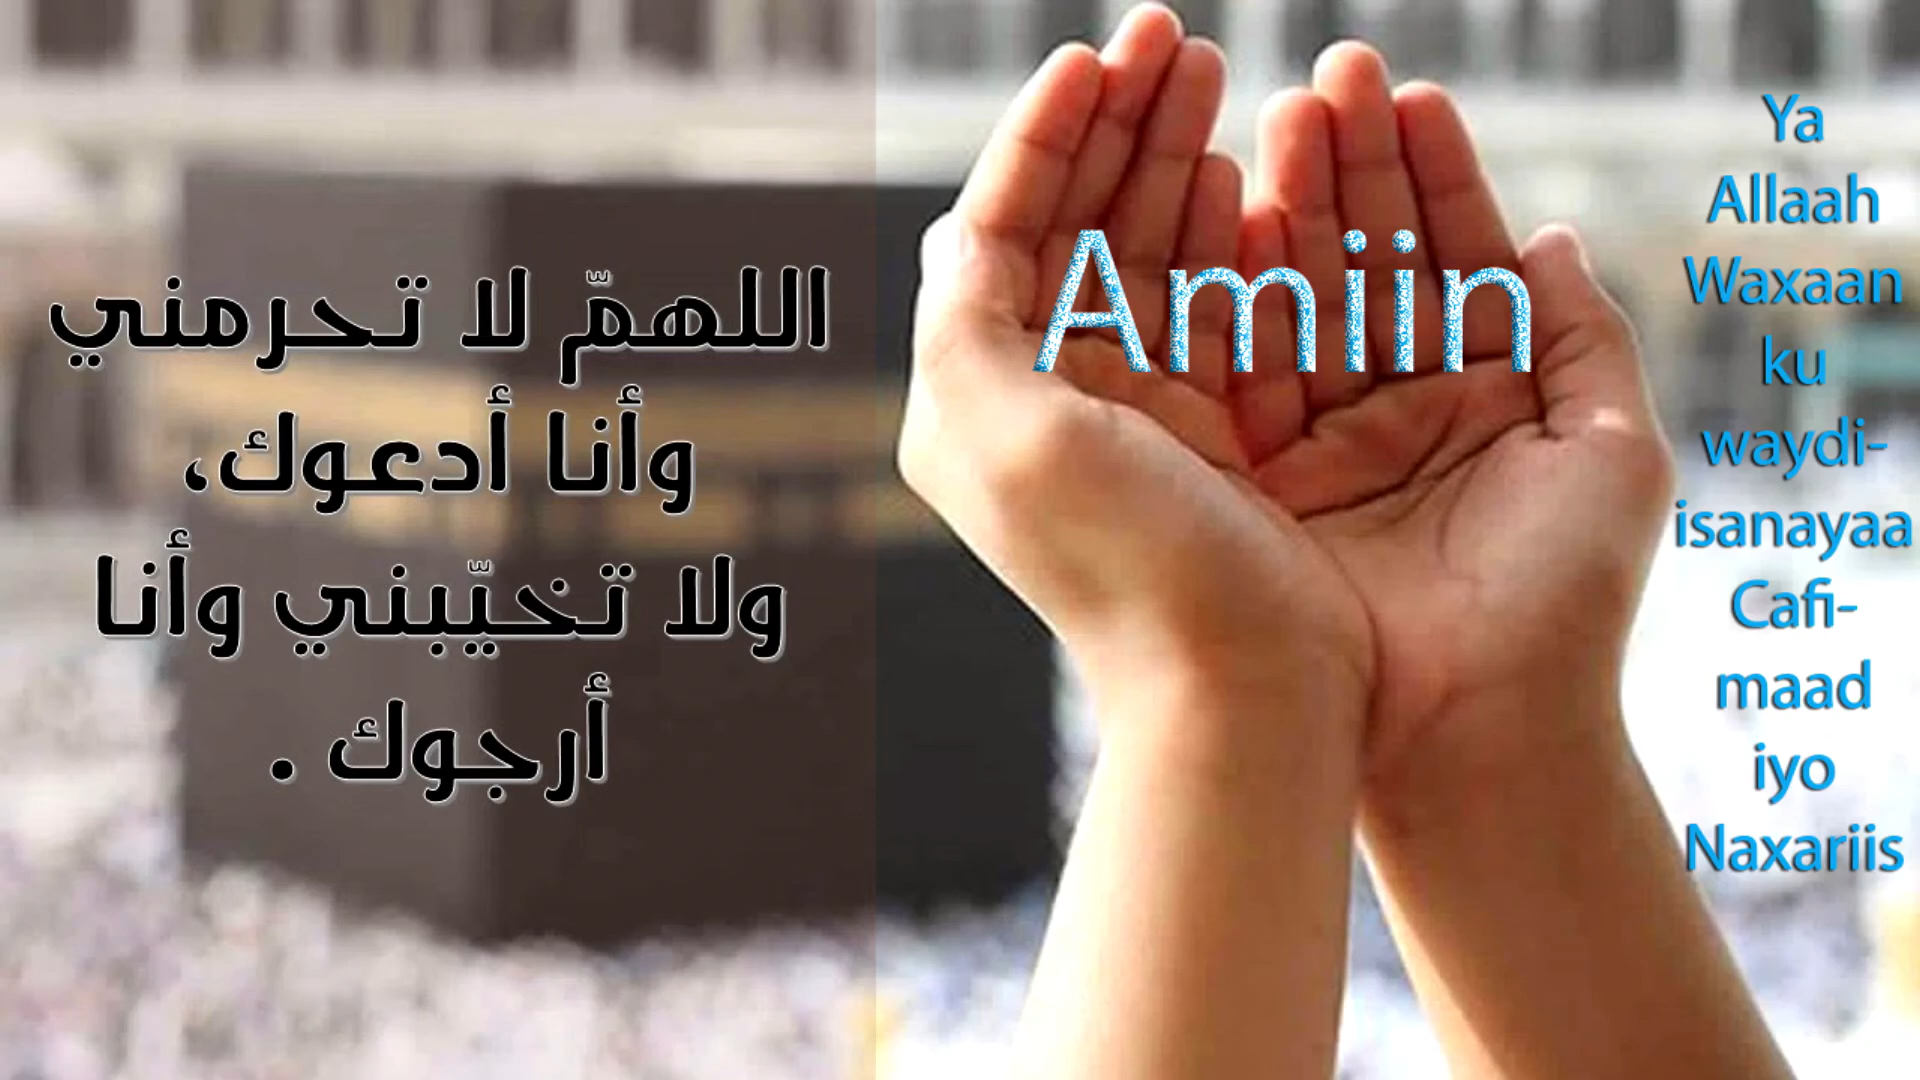 اللهمّ لا تحرمني
وأنا أدعوك،
ولا تخيّبني وأنا
أرجوك .
Amiin
Ya
Allaah
Waxaan
ku
waydi-
isanayaa
Cafi-
maad
iyo
Naxariis